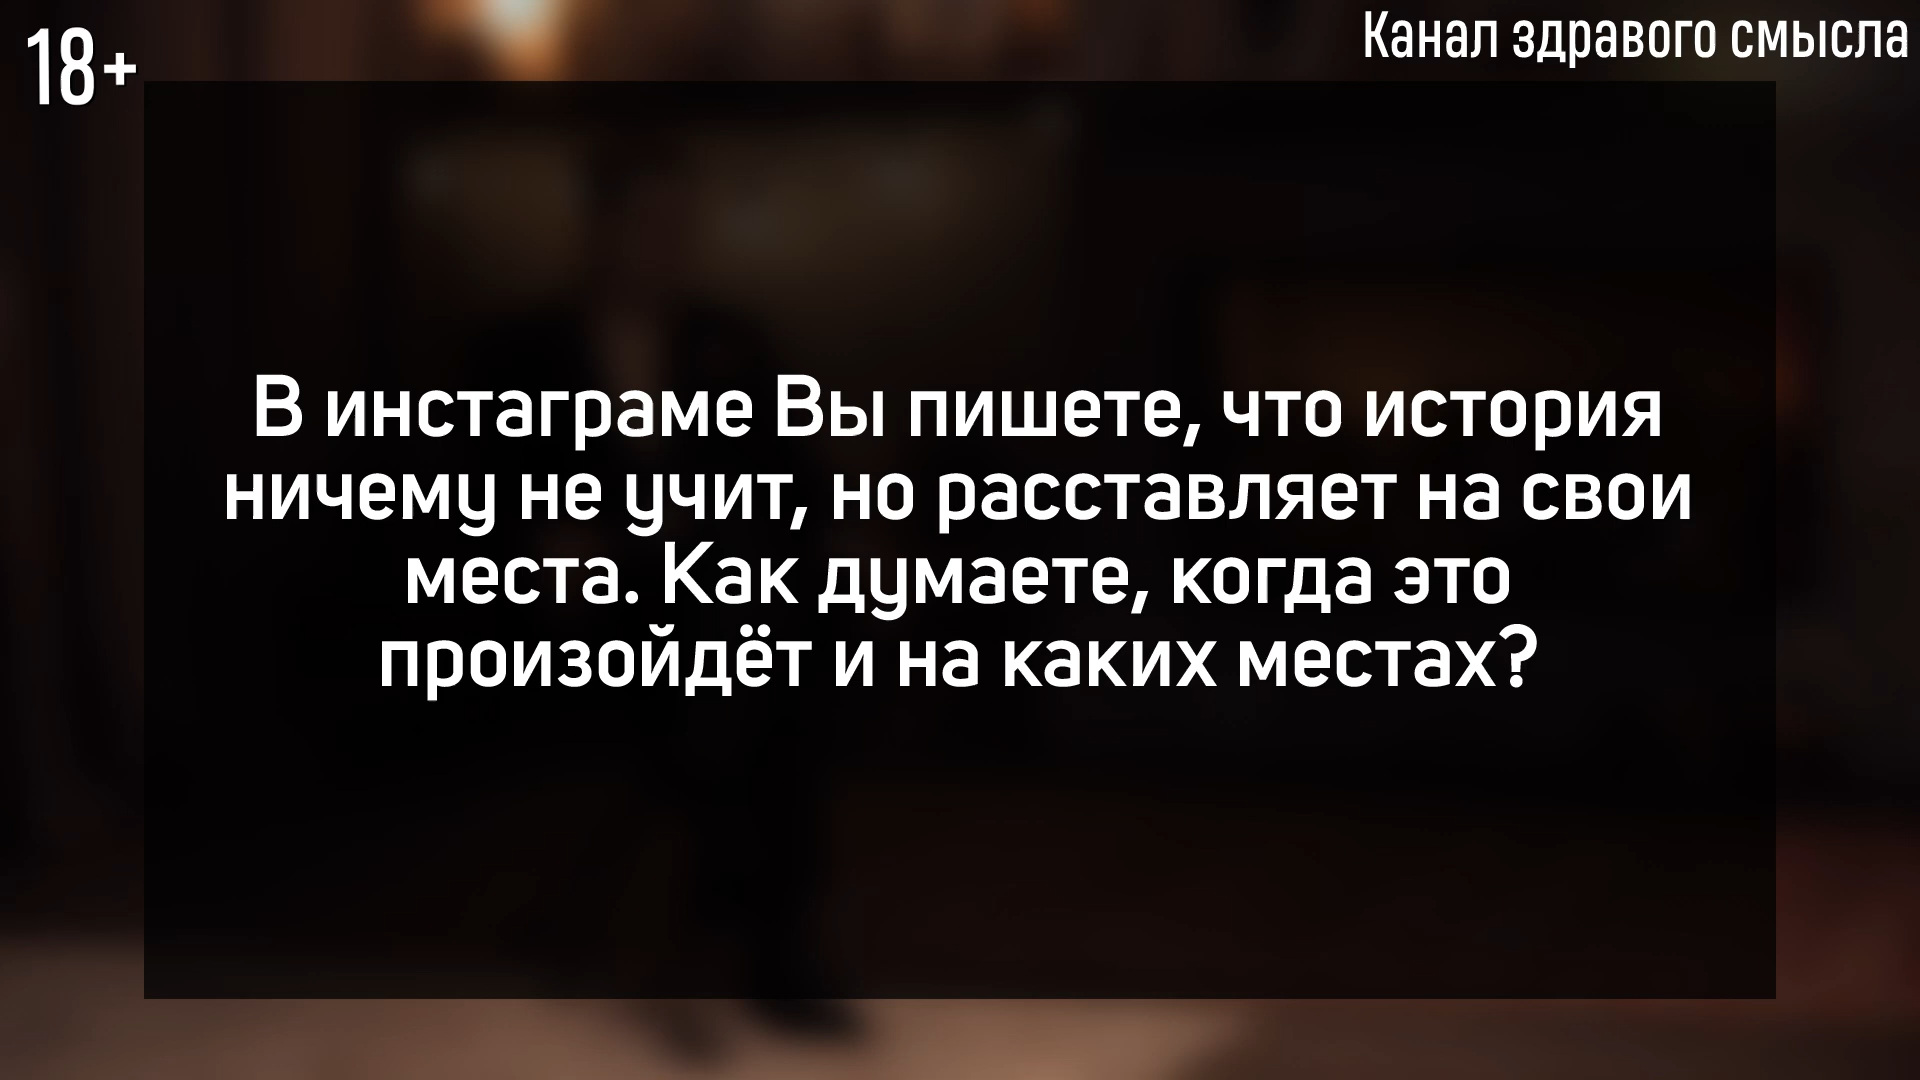 18+
Канал здравого смысла
В инстаграме Вы пишете, что история
ничему не учит, но расставляет на свои
места. Как думаете, когда это
произойдёт и на каких местах?